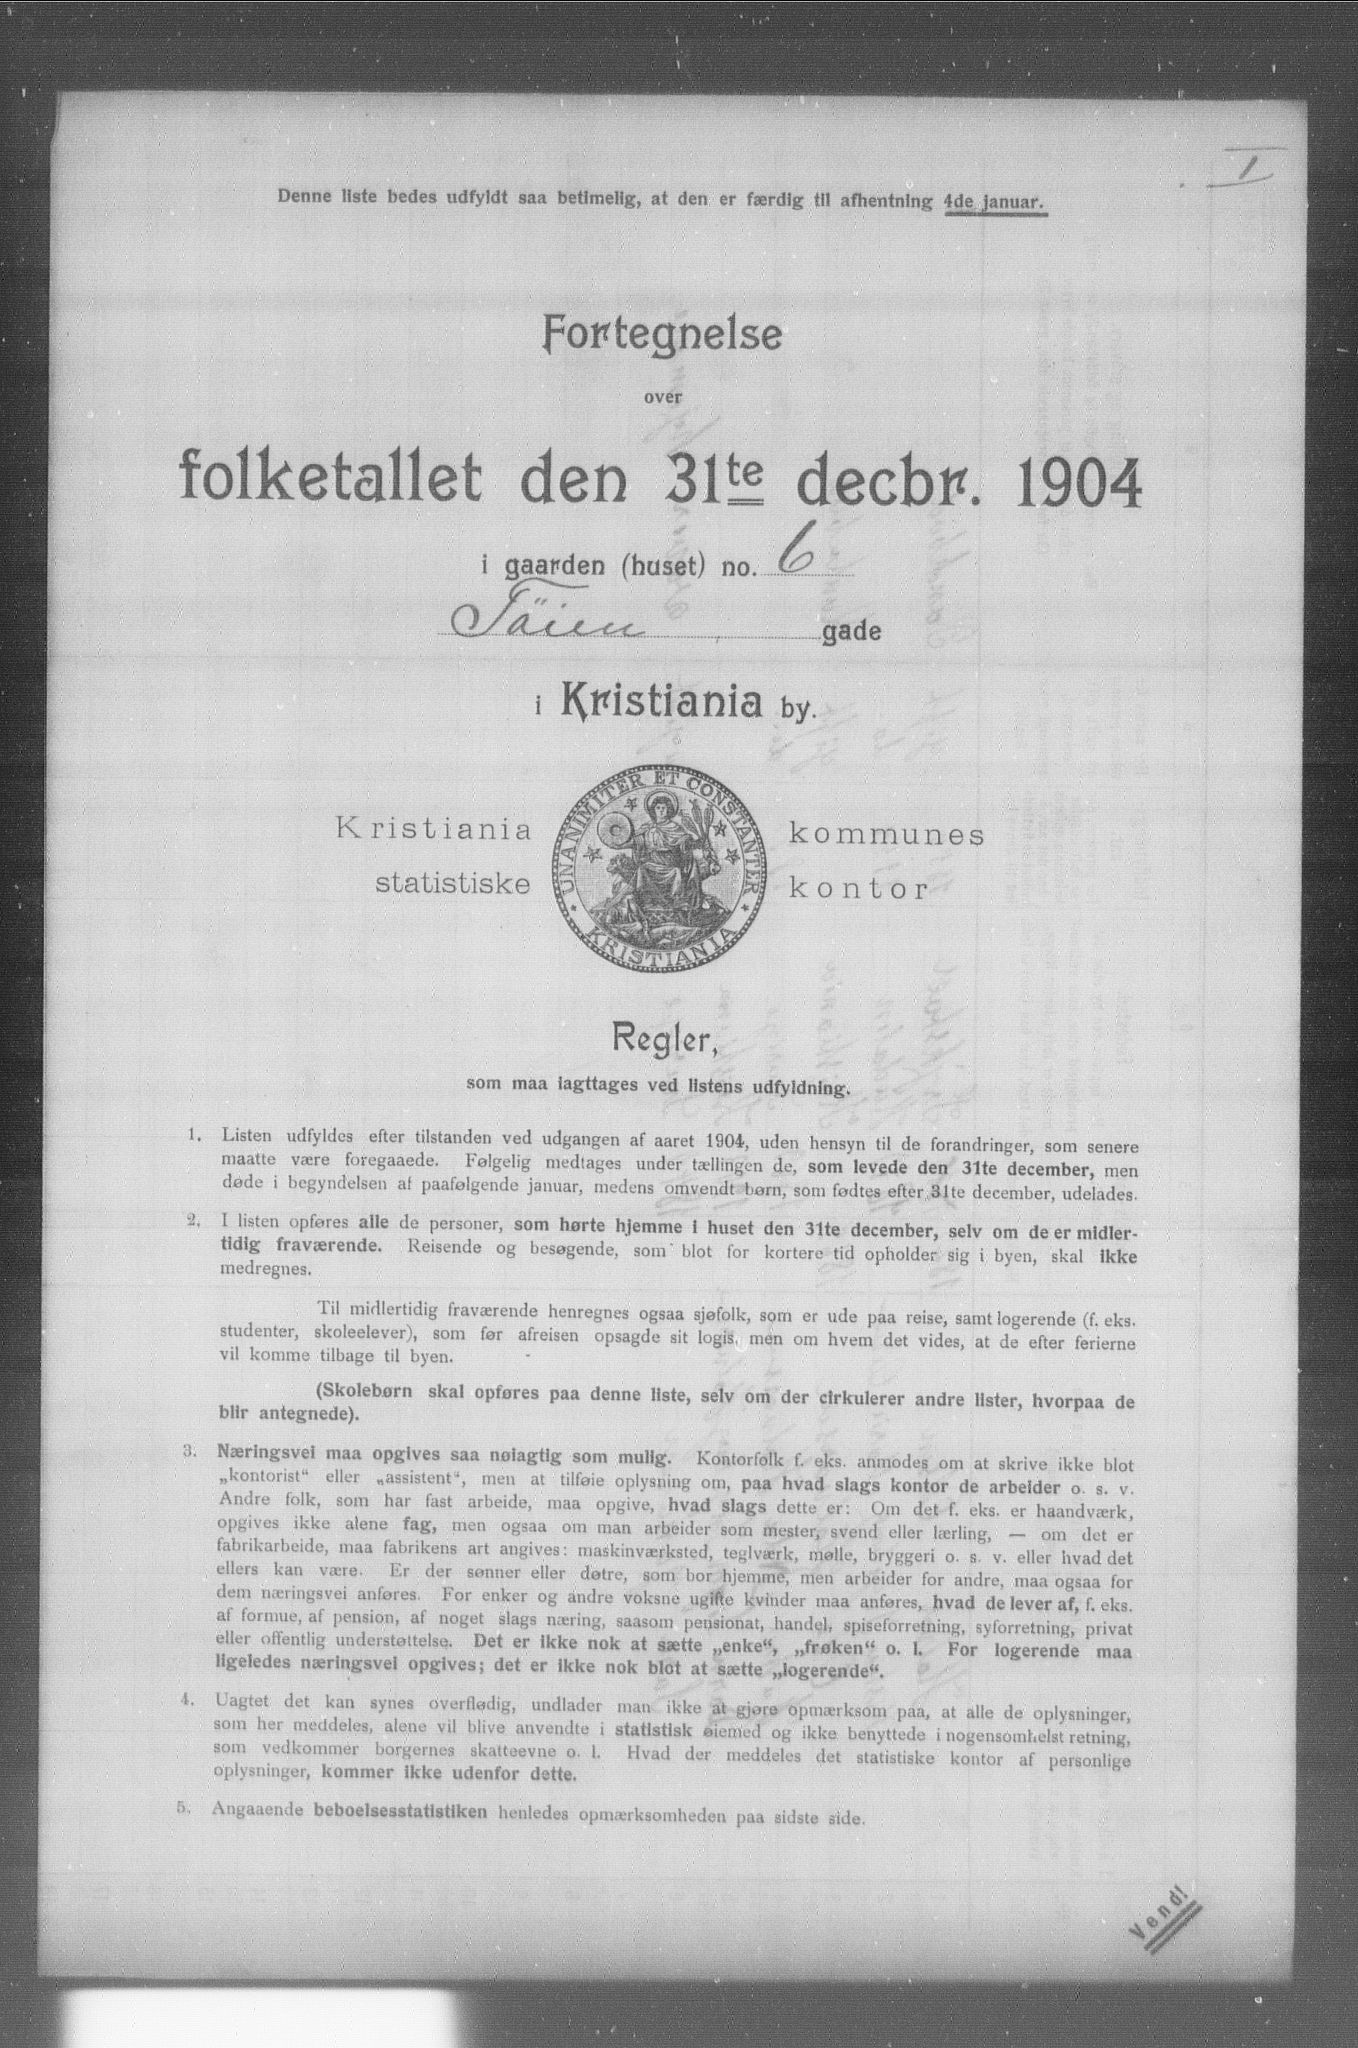 1
Denne liste bedes udfyldt saa betimelig, at den er færdig til afhentning 4de januar.
Fortegnelse
over
folketallet den 31te decbr. 1904
i gaarden (huset) no. 6
Töien gade
i Kristiania by.
Kristiania kommunes
statistiske kontor
UNANIMITER ET CONSTANTER
KRISTIANIA
Regler,
som maa iagttages ved listens udfyldning.
1. Listen udfyldes efter tilstanden ved udgangen af aaret 1904, uden hensyn til de forandringer, som senere
maatte være foregaaede. Følgelig medtages under tællingen de, som levede den 31te december, men
døde i begyndelsen af paafølgende januar, medens omvendt børn, som fødtes efter 31te december, udelades.
2. I listen opføres alle de personer, som hørte hjemme i huset den 31te december, selv om de er midler-
tidig fraværende. Reisende og besøgende, som blot for kortere tid opholder sig i byen, skal ikke
medregnes.
Til midlertidig fraværende henregnes ogsaa sjøfolk, som er ude paa reise, samt logerende (f. eks.
studenter, skoleelever), som før afreisen opsagde sit logis, men om hvem det vides, at de efter ferierne
vil komme tilbage til byen.
(Skolebørn skal opføres paa denne liste, selv om der cirkulerer andre lister, hvorpaa de
blir antegnede).
3. Næringsvei maa opgives saa nøiagtig som mulig. Kontorfolk f. eks. anmodes om at skrive ikke blot
„kontorist“ eller „assistent“, men at tilføie oplysning om, paa hvad slags kontor de arbeider o. s. v.
Andre folk, som har fast arbeide, maa opgive, hvad slags dette er: Om det f. eks. er haandværk,
opgives ikke alene fag, men ogsaa om man arbeider som mester, svend eller lærling, — om det er
fabrikarbeide, maa fabrikens art angives: maskinværksted, teglværk, mølle, bryggeri o. s. v. eller hvad det
ellers kan være. Er der sønner eller døtre, som bor hjemme, men arbeider for andre, maa ogsaa for
dem næringsvei anføres. For enker og andre voksne ugifte kvinder maa anføres, hvad de lever af, f. eks.
af formue, af pension, af noget slags næring, saasom pensionat, handel, spiseforretning, syforretning, privat
eller offentlig understøttelse. Det er ikke nok at sætte „enke“, „frøken“ o. l. For logerende maa
ligeledes næringsvei opgives; det er ikke nok blot at sætte „logerende“.
4. Uagtet det kan synes overflødig, undlader man ikke at gjøre opmærksom paa, at alle de oplysninger,
som her meddeles, alene vil blive anvendte i statistisk øiemed og ikke benyttede i nogensomhelst retning,
som vedkommer borgernes skatteevne o. l. Hvad der meddeles det statistiske kontor af personlige
oplysninger, kommer ikke udenfor dette.
5. Angaaende beboelsesstatistiken henledes opmærksomheden paa sidste side.
Vend!